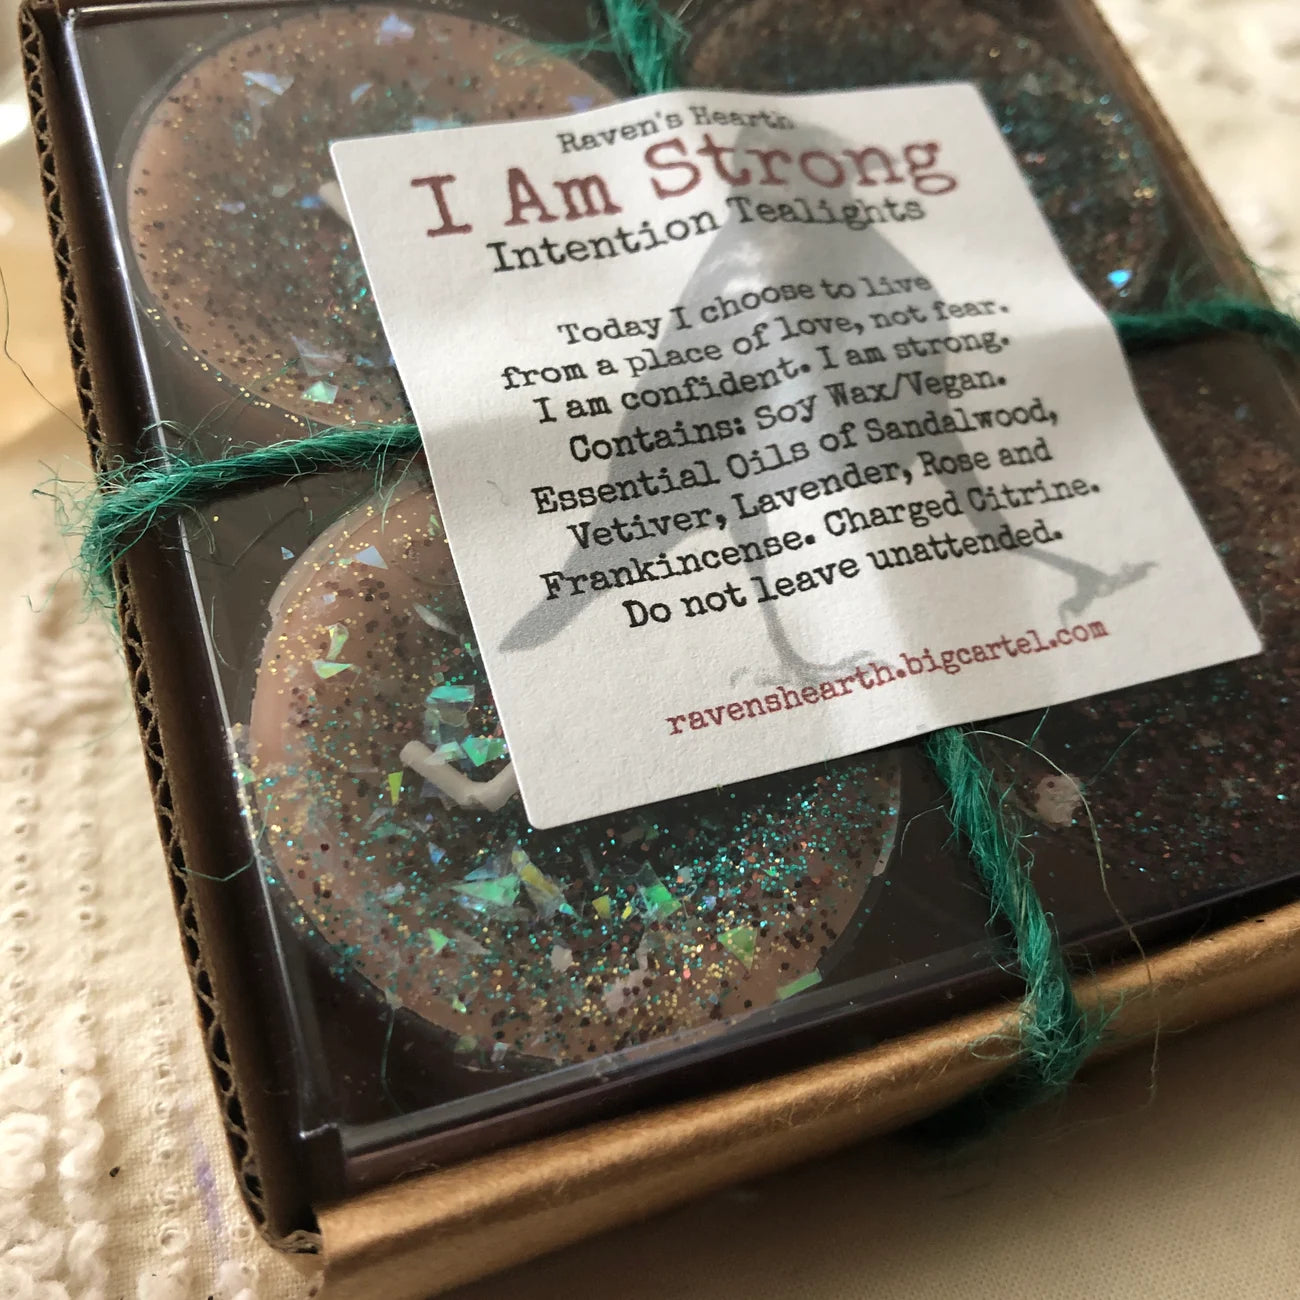 Raven's Hearth
I Am Strong
Intention Tealights
Today I choose to live
from a place of love, not fear.
I am confident. I am strong.
Contains: Soy Wax/Vegan.
Essential Oils of Sandalwood,
Vetiver, Lavender, Rose and
Frankincense. Charged Citrine.
Do not leave unattended.
ravenshearth.bigcartel.com